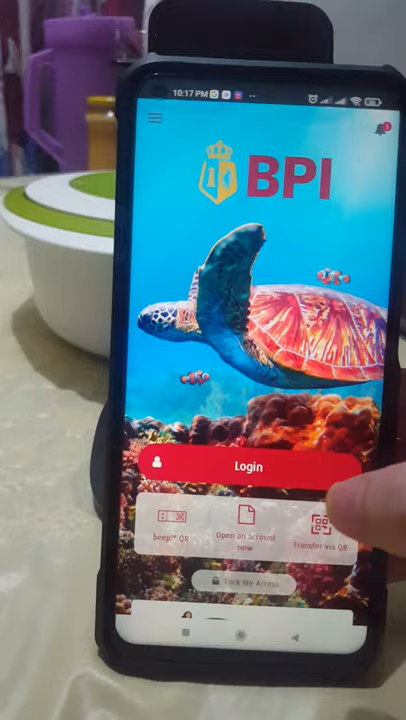 10:17 PM
BPI
Login
beep™ QR
Open an account
now
Transfer via QR
Lock My Access